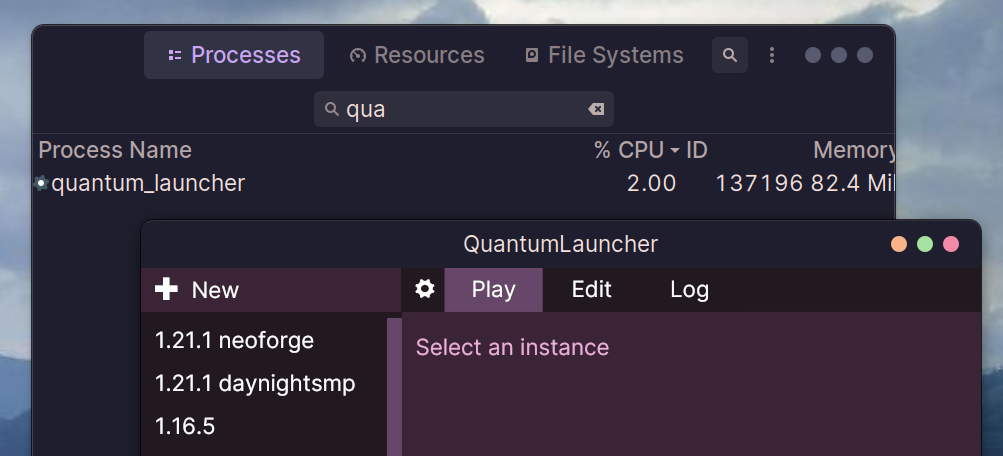 Processes Resources File Systems
qua
Process Name % CPU ID Memory
quantum_launcher 2.00 137196 82.4 Mi
QuantumLauncher
New Play Edit Log
1.21.1 neoforge
Select an instance
1.21.1 daynightsmp
1.16.5